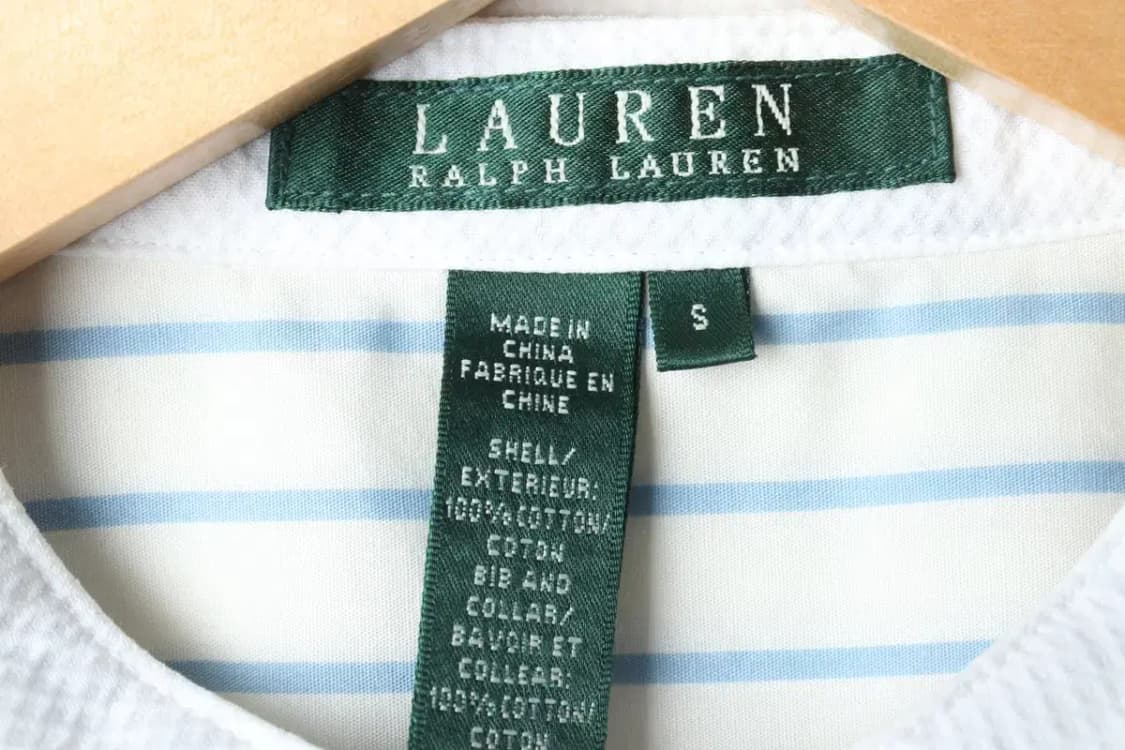 LAUREN
RALPH LAUREN
MADE IN
CHINA
FABRIQUE EN
CHINE
S
SHELL/
EXTERIEUR:
100% COTTON/
COTON
BIB AND
COLLAR/
BAVOIR ET
COLLEAR:
100% COTTON/
COTON